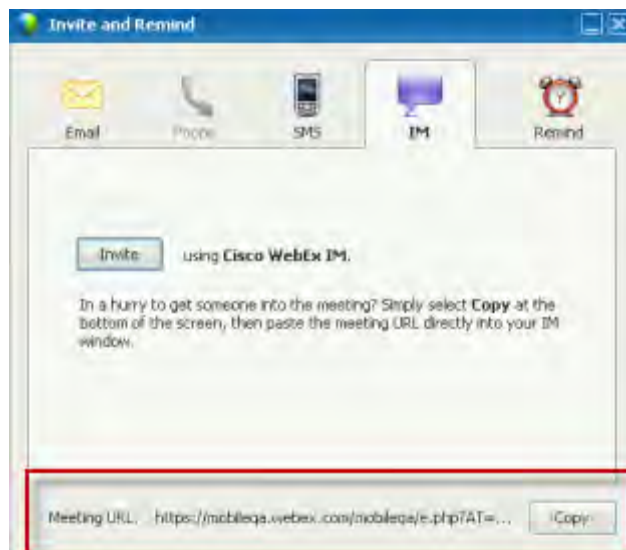 Invite and Remind
Email
Phone
SMS
IM
Remind
Invite using Cisco WebEx IM.
In a hurry to get someone into the meeting? Simply select Copy at the
bottom of the screen, then paste the meeting URL directly into your IM
window.
Meeting URL: https://mobileqa.webex.com/mobileqa/e.php?AT=... Copy